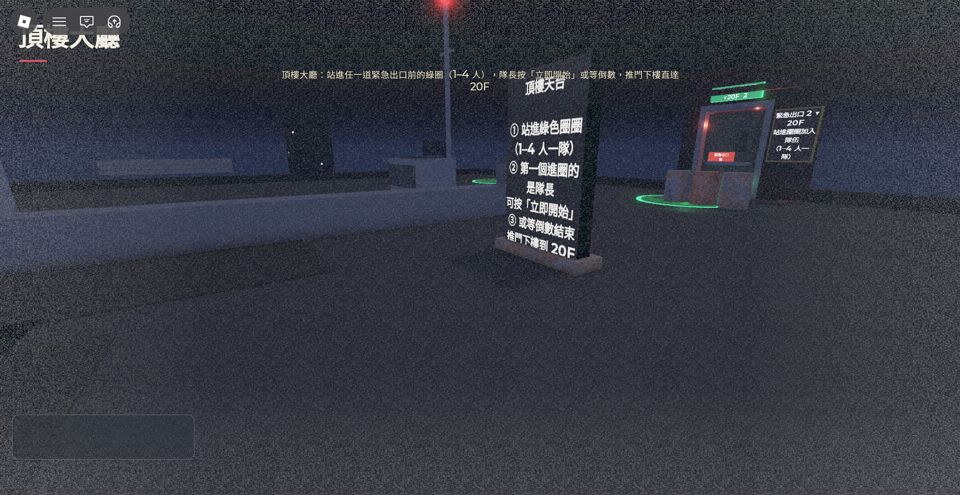 頂樓大廳
頂樓大廳：站進任一道緊急出口前的綠圈（1–4 人），隊長按「立即開始」或等倒數，推門下樓直達
20F
頂樓天台
① 站進綠色圈圈
（1–4 人一隊）
② 第一個進圈的
是隊長
可按「立即開始」
③ 或等倒數結束
推門下樓到 20F
20F 2
緊急出口 2 ▼
20F
站進圈圈加入
隊伍
（1–4 人一
隊）